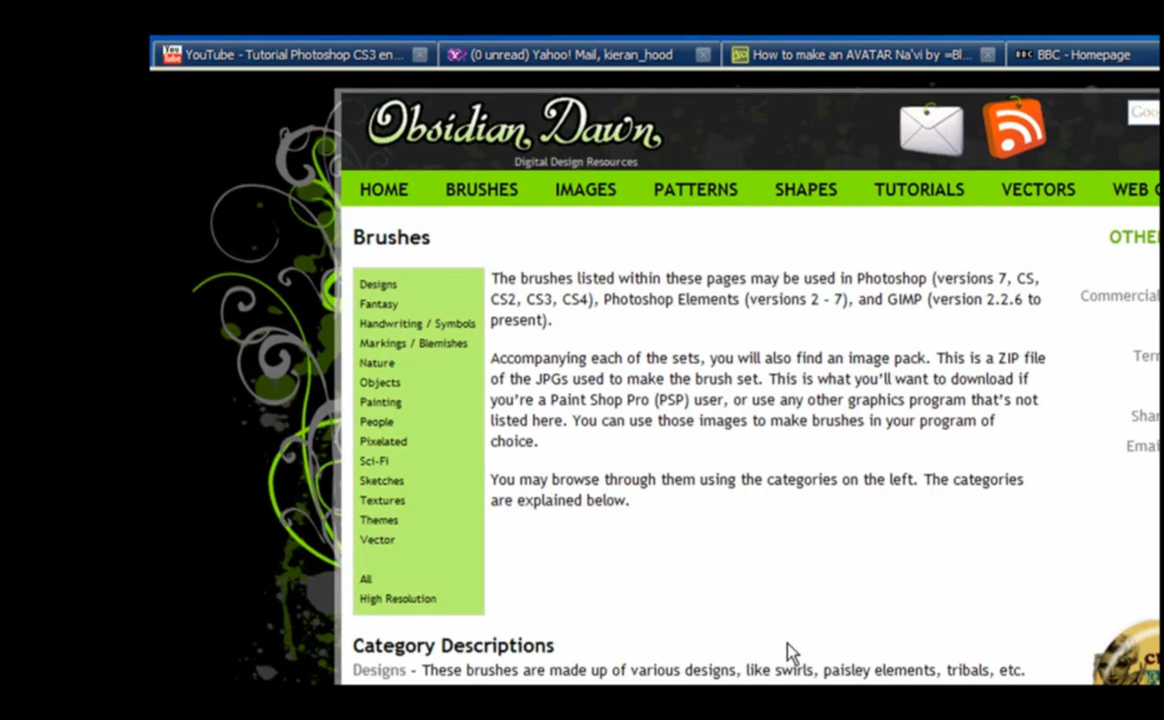 YouTube - Tutorial Photoshop CS3 en...
(0 unread) Yahoo! Mail, kieran_hood
How to make an AVATAR Na'vi by =Bl...
BBC - Homepage
Obsidian Dawn
Digital Design Resources
Goo
HOME BRUSHES IMAGES PATTERNS SHAPES TUTORIALS VECTORS WEB
Brushes
OTHE
Designs
Fantasy
Handwriting / Symbols
Markings / Blemishes
Nature
Objects
Painting
People
Pixelated
Sci-Fi
Sketches
Textures
Themes
Vector
All
High Resolution
The brushes listed within these pages may be used in Photoshop (versions 7, CS,
CS2, CS3, CS4), Photoshop Elements (versions 2 - 7), and GIMP (version 2.2.6 to
present).
Accompanying each of the sets, you will also find an image pack. This is a ZIP file
of the JPGs used to make the brush set. This is what you'll want to download if
you're a Paint Shop Pro (PSP) user, or use any other graphics program that's not
listed here. You can use those images to make brushes in your program of
choice.
You may browse through them using the categories on the left. The categories
are explained below.
Commercial
Terr
Shar
Emai
Category Descriptions
Designs - These brushes are made up of various designs, like swirls, paisley elements, tribals, etc.